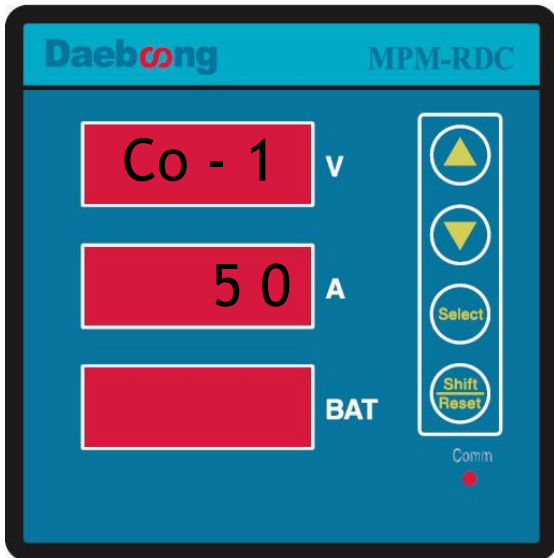 Daeboong MPM-RDC
Co - 1 V
5 0 A
BAT
Select
Shift
Reset
Comm